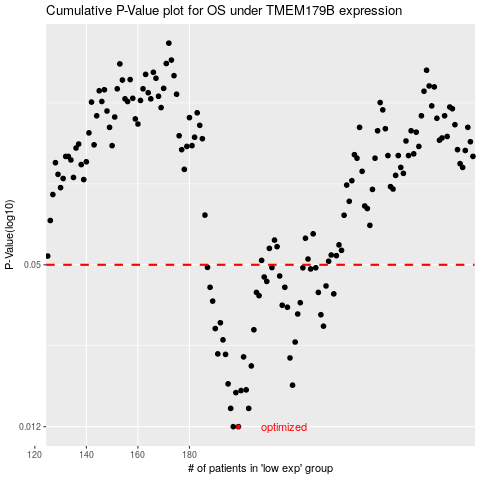 Cumulative P-Value plot for OS under TMEM179B expression
P-Value(log10)
0.05
0.012
optimized
120 140 160 180
# of patients in 'low exp' group